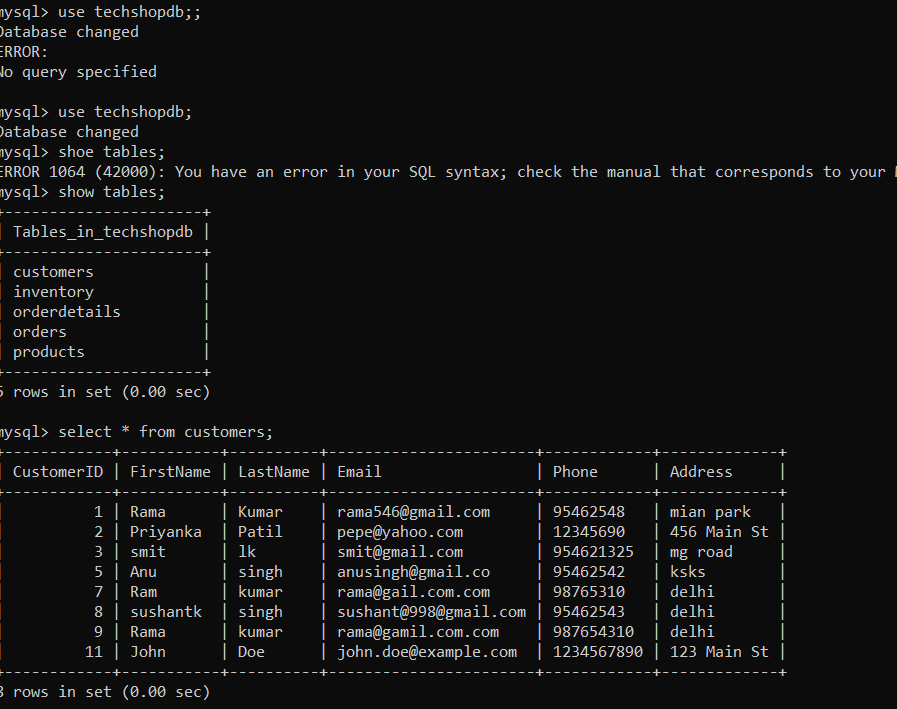 mysql> use techshopdb;;
Database changed
ERROR:
No query specified
mysql> use techshopdb;
Database changed
mysql> shoe tables;
ERROR 1064 (42000): You have an error in your SQL syntax; check the manual that corresponds to your
mysql> show tables;
+----------------------+
| Tables_in_techshopdb |
+----------------------+
| customers            |
| inventory            |
| orderdetails         |
| orders               |
| products             |
+----------------------+
5 rows in set (0.00 sec)
mysql> select * from customers;
+------------+-----------+----------+-----------------------+------------+-------------+
| CustomerID | FirstName | LastName | Email                 | Phone      | Address     |
+------------+-----------+----------+-----------------------+------------+-------------+
|          1 | Rama      | Kumar    | rama546@gmail.com     | 95462548   | mian park   |
|          2 | Priyanka  | Patil    | pepe@yahoo.com        | 12345690   | 456 Main St |
|          3 | smit      | lk       | smit@gmail.com        | 954621325  | mg road     |
|          5 | Anu       | singh    | anusingh@gmail.co     | 95462542   | ksks        |
|          7 | Ram       | kumar    | rama@gail.com.com     | 98765310   | delhi       |
|          8 | sushantk  | singh    | sushant@998@gmail.com | 95462543   | delhi       |
|          9 | Rama      | kumar    | rama@gamil.com.com    | 987654310  | delhi       |
|         11 | John      | Doe      | john.doe@example.com  | 1234567890 | 123 Main St |
+------------+-----------+----------+-----------------------+------------+-------------+
8 rows in set (0.00 sec)